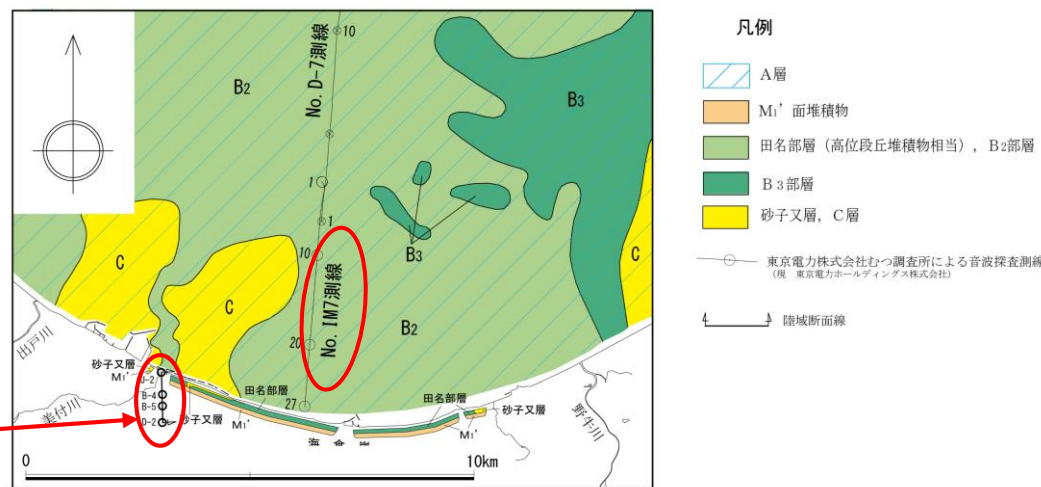 10
No. D-7測線
B2
B3
1
1
10
B3
C
C
C
No. IM7測線
B2
20
27
出戸川
美付川
砂子又層
M1'
J-2
B-4
B-5
D-2
砂子又層
田名部層
M1'
田名部層
砂子又層
M1'
野牛川
0
10km
凡例
A層
M1'面堆積物
田名部層（高位段丘堆積物相当），B2部層
B3部層
砂子又層，C層
東京電力株式会社むつ調査所による音波探査測線
（現 東京電力ホールディングス株式会社）
陸域断面線